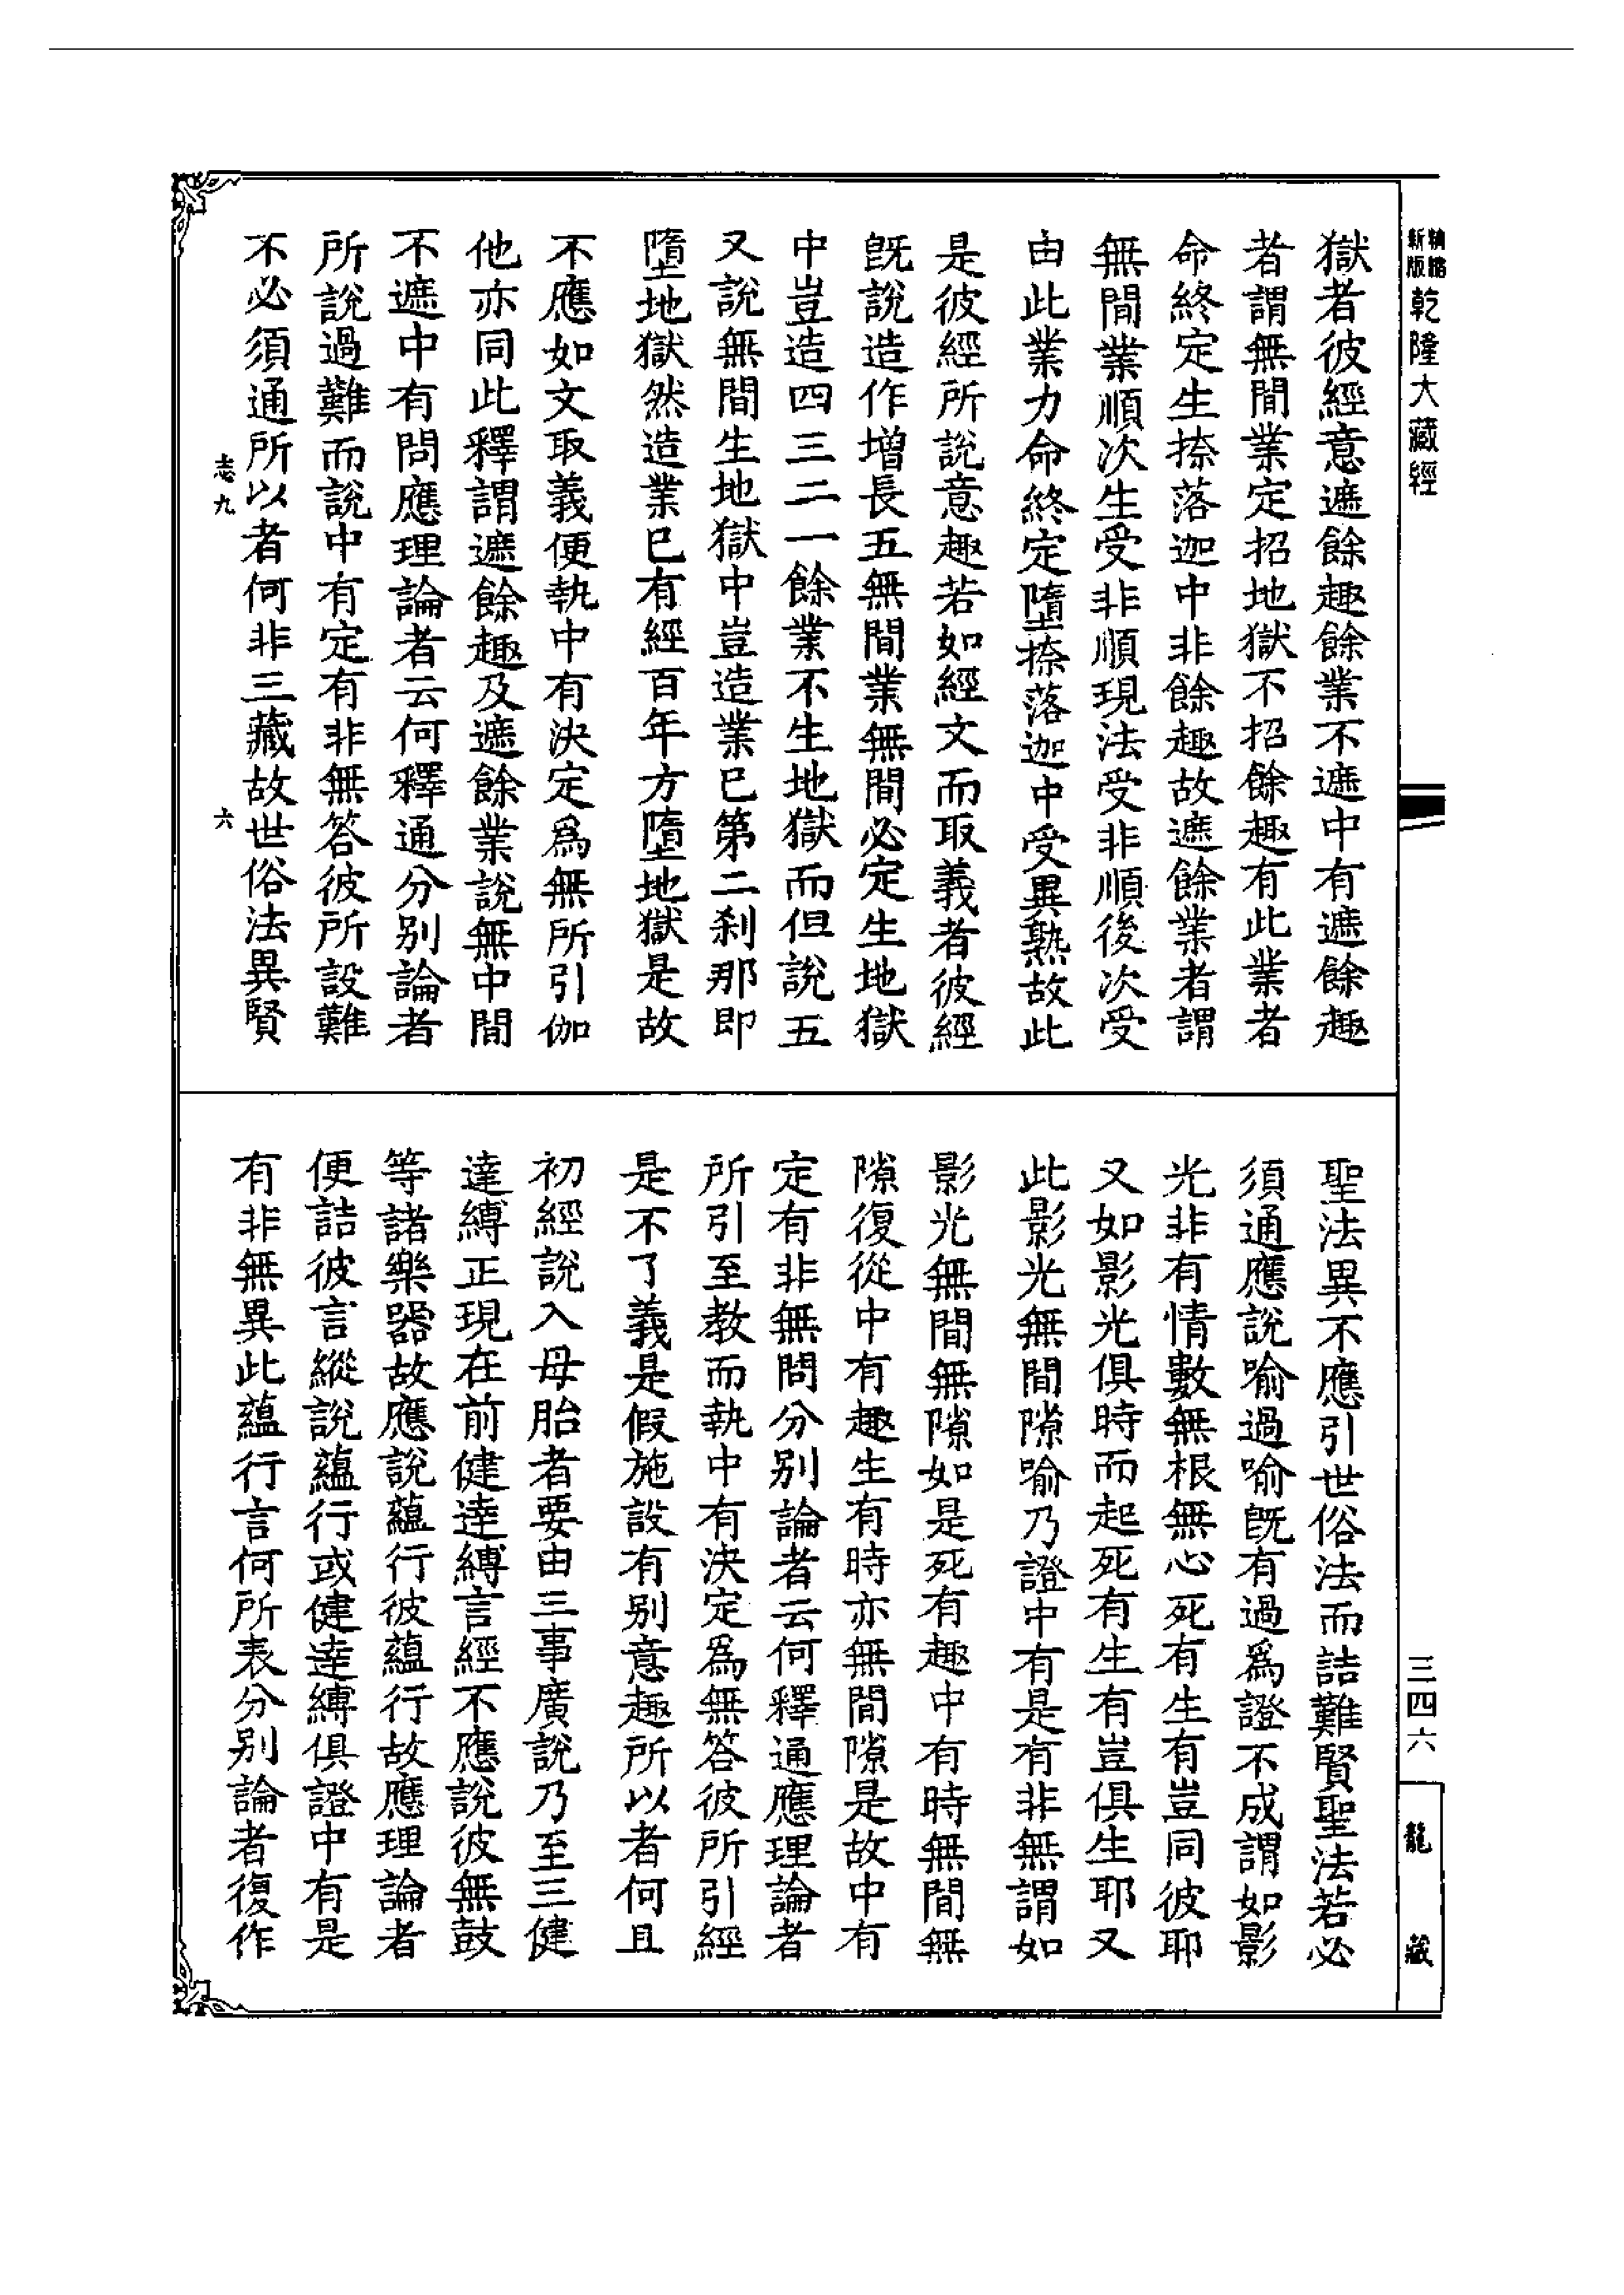 精縮
新版
乾隆大藏經
獄者彼經意遮餘趣餘業不遮中有遮餘趣
者謂無間業定招地獄不招餘趣有此業者
命終定生捺落迦中非餘趣故遮餘業者謂
無間業順次生受非順現法受非順後次受
由此業力命終定墮捺落迦中受異熟故此
是彼經所說意趣若如經文而取義者彼經
旣說造作增長五無間業無間必定生地獄
中豈造四三二一餘業不生地獄而但說五
又說無間生地獄中豈造業已第二刹那即
墮地獄然造業已有經百年方墮地獄是故
不應如文取義便執中有決定爲無所引伽
他亦同此釋謂遮餘趣及遮餘業說無中間
不遮中有問應理論者云何釋通分別論者
所說過難而說中有定有非無答彼所設難
不必須通所以者何非三藏故世俗法異賢
志九
六
聖法異不應引世俗法而詰難賢聖法若必
須通應說喻過喻旣有過爲證不成謂如影
光非有情數無根無心死有生有豈同彼耶
又如影光俱時而起死有生有豈俱生耶又
此影光無間隙喻乃證中有是有非無謂如
影光無間無隙如是死有趣中有時無間無
隙復從中有趣生有時亦無間隙是故中有
定有非無問分別論者云何釋通應理論者
所引至教而執中有決定爲無答彼所引經
是不了義是假施設有別意趣所以者何且
初經說入母胎者要由三事廣說乃至三健
達縛正現在前健達縛言經不應說彼無鼓
等諸樂器故應說蘊行彼蘊行故應理論者
便詰彼言縱說蘊行或健達縛俱證中有是
有非無異此蘊行言何所表分別論者復作
三四六
龍藏